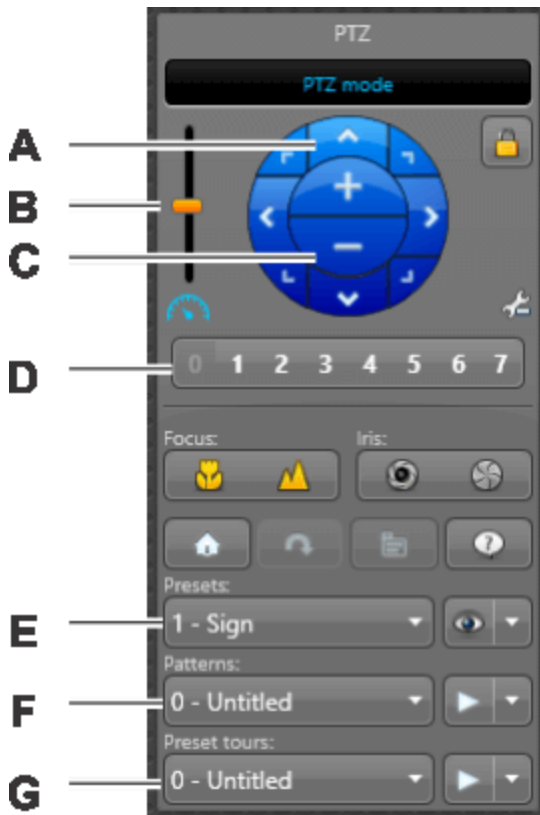 PTZ
PTZ mode
A
B
C
D
0 1 2 3 4 5 6 7
Focus: Iris:
?
Presets:
E
1 - Sign
Patterns:
F
0 - Untitled
Preset tours:
G
0 - Untitled